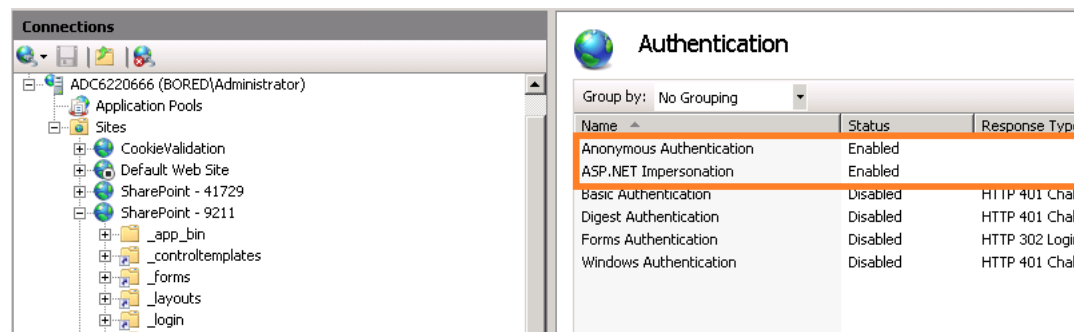 Connections
ADC6220666 (BORED\Administrator)
Application Pools
Sites
CookieValidation
Default Web Site
SharePoint - 41729
SharePoint - 9211
_app_bin
_controltemplates
_forms
_layouts
_login
Authentication
Group by: No Grouping
Name Status Response Type
Anonymous Authentication Enabled
ASP.NET Impersonation Enabled
Basic Authentication Disabled HTTP 401 Chal
Digest Authentication Disabled HTTP 401 Chal
Forms Authentication Disabled HTTP 302 Logi
Windows Authentication Disabled HTTP 401 Chal